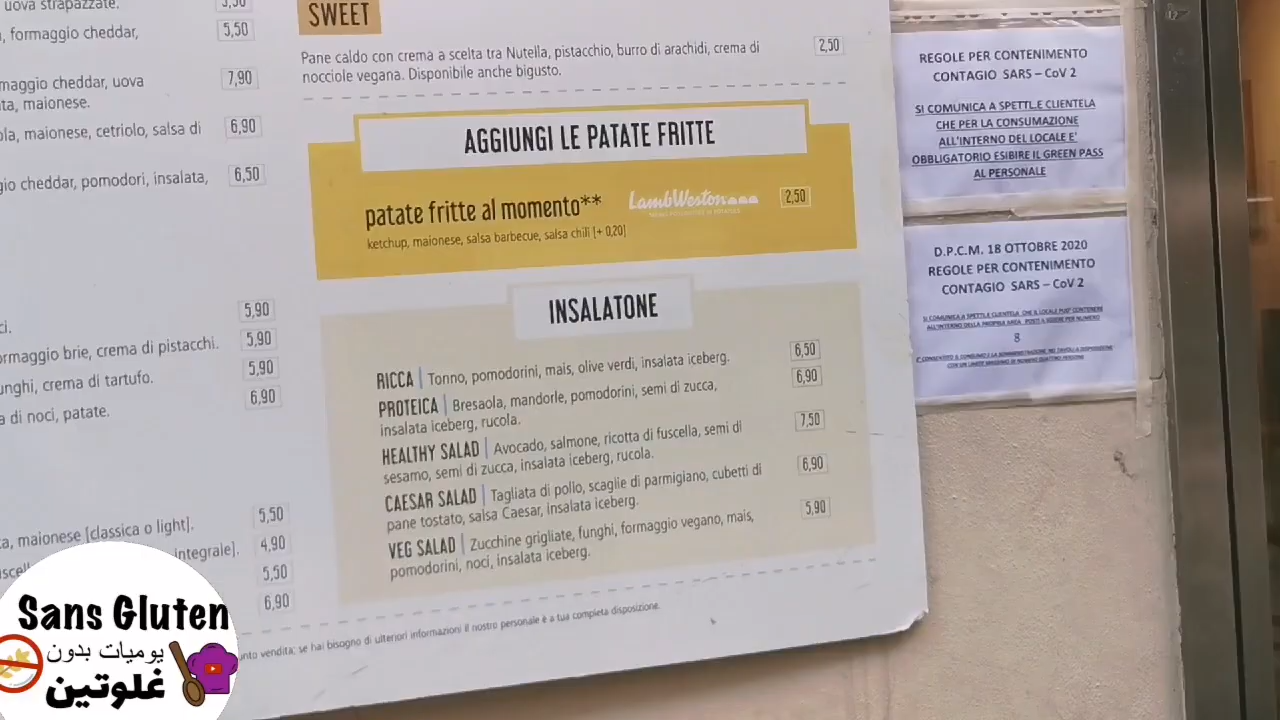 uova strapazzate.
3,50
, formaggio cheddar,
5,50
maggio cheddar, uova
7,90
ta, maionese.
ola, maionese, cetriolo, salsa di
6,90
gio cheddar, pomodori, insalata,
6,50
ci.
5,90
ormaggio brie, crema di pistacchi.
5,90
unghi, crema di tartufo.
5,90
a di noci, patate.
6,90
a, maionese [classica o light].
5,50
integrale].
4,90
5,50
6,90
SWEET
Pane caldo con crema a scelta tra Nutella, pistacchio, burro di arachidi, crema di
nocciole vegana. Disponibile anche bigusto.
2,50
AGGIUNGI LE PATATE FRITTE
patate fritte al momento**
LambWeston
2,50
ketchup, maionese, salsa barbecue, salsa chili [+ 0,20]
INSALATONE
RICCA | Tonno, pomodorini, mais, olive verdi, insalata iceberg.
6,50
PROTEICA | Bresaola, mandorle, pomodorini, semi di zucca,
insalata iceberg, rucola.
6,90
HEALTHY SALAD | Avocado, salmone, ricotta di fuscella, semi di
sesamo, semi di zucca, insalata iceberg, rucola.
7,50
CAESAR SALAD | Tagliata di pollo, scaglie di parmigiano, cubetti di
pane tostato, salsa Caesar, insalata iceberg.
6,90
VEG SALAD | Zucchine grigliate, funghi, formaggio vegano, mais,
pomodorini, noci, insalata iceberg.
5,90
unto vendita: se hai bisogno di ulteriori informazioni il nostro personale è a tua completa disposizione.
REGOLE PER CONTENIMENTO
CONTAGIO SARS – CoV 2
SI COMUNICA A SPETT.E CLIENTELA
CHE PER LA CONSUMAZIONE
ALL'INTERNO DEL LOCALE E'
OBBLIGATORIO ESIBIRE IL GREEN PASS
AL PERSONALE
D.P.C.M. 18 OTTOBRE 2020
REGOLE PER CONTENIMENTO
CONTAGIO SARS – CoV 2
SI COMUNICA A SPETT.E CLIENTELA CHE
8
Sans Gluten
يوميات بدون
غلوتين